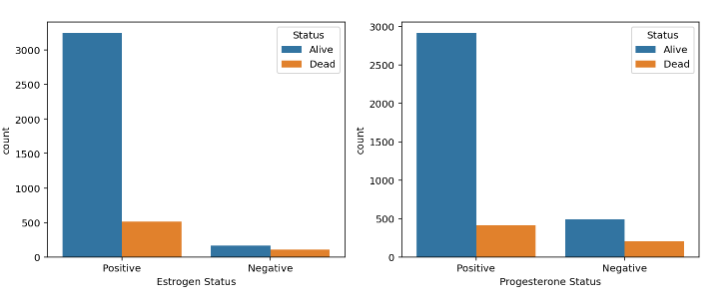 3000
2500
2000
1500
1000
500
0
count
Status
Alive
Dead
Positive
Negative
Estrogen Status
3000
2500
2000
1500
1000
500
0
count
Status
Alive
Dead
Positive
Negative
Progesterone Status